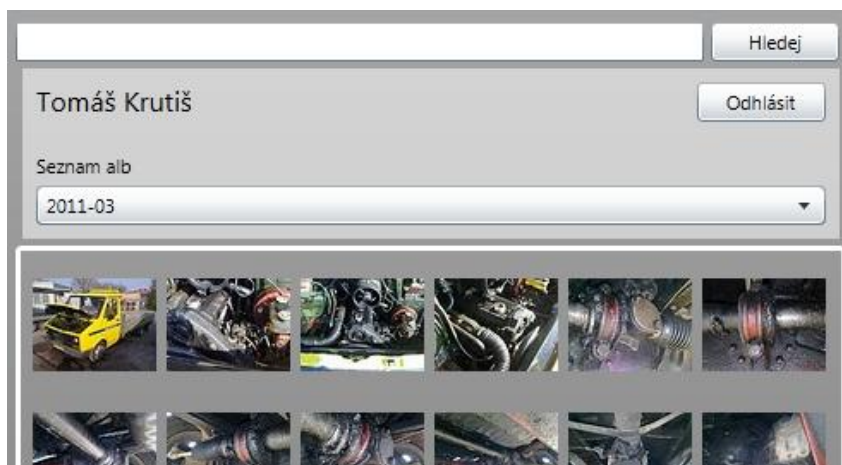 Hledej
Tomáš Krutiš
Odhlásit
Seznam alb
2011-03